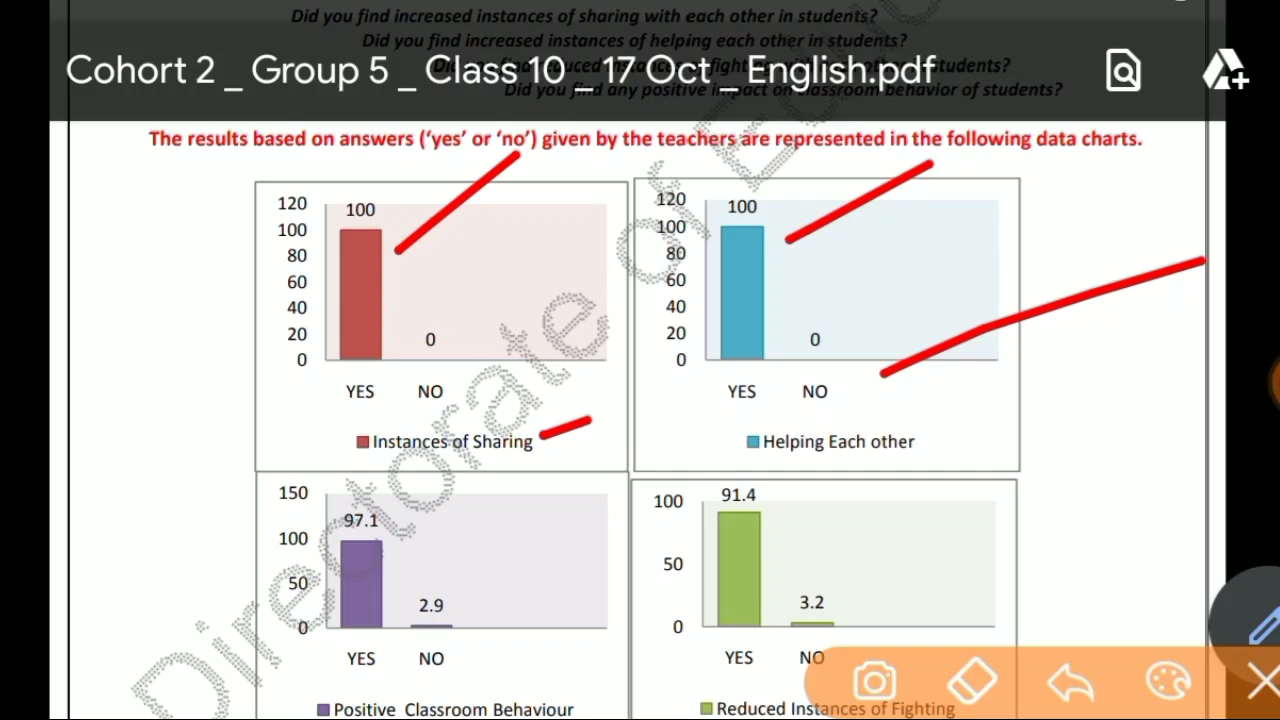 Did you find increased instances of sharing with each other in students?
Did you find increased instances of helping each other in students?
Cohort 2 _ Group 5 _ Class 10 _ 17 Oct _ English.pdf
students?
Did you find any positive impact on classroom behavior of students?
The results based on answers (‘yes’ or ‘no’) given by the teachers are represented in the following data charts.
120
100
80
60
40
20
0
100
0
YES NO
Instances of Sharing
120
100
80
60
40
20
0
100
0
YES NO
Helping Each other
150
100
50
0
97.1
2.9
YES NO
Positive Classroom Behaviour
100
50
0
91.4
3.2
YES NO
Reduced Instances of Fighting
Directorate of